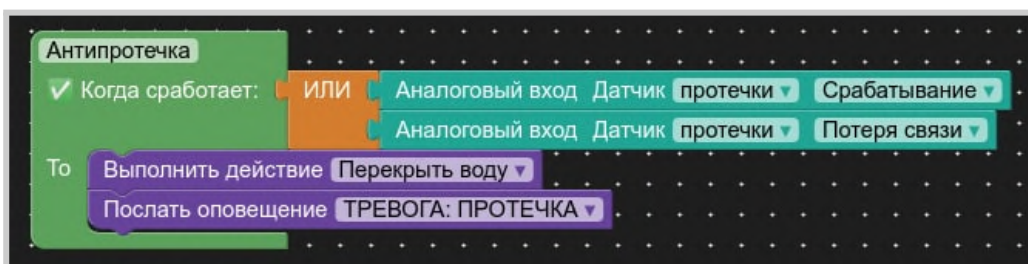 Антипротечка
Когда сработает: ИЛИ Аналоговый вход Датчик протечки Срабатывание
Аналоговый вход Датчик протечки Потеря связи
То Выполнить действие Перекрыть воду
Послать оповещение ТРЕВОГА: ПРОТЕЧКА